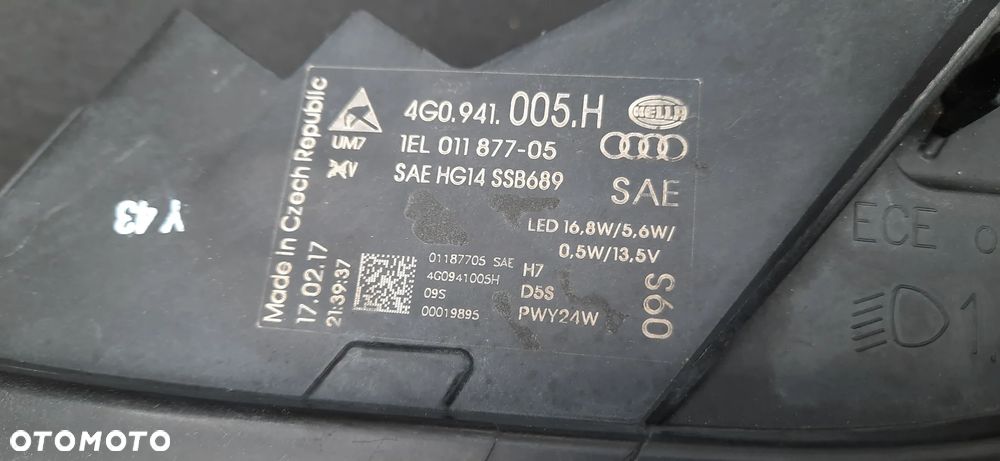 4G0.941. 005.H
HELLA
UM7
1EL 011 877-05
SAE HG14 SSB689
SAE
LED 16,8W/5,6W/
0,5W/13.5V
Made in Czech Republic
17.02.17
21:39:37
01187705 SAE
4G0941005H
09S
00019895
H7
D5S
PWY24W
09S
Y43
ECE
OTOMOTO